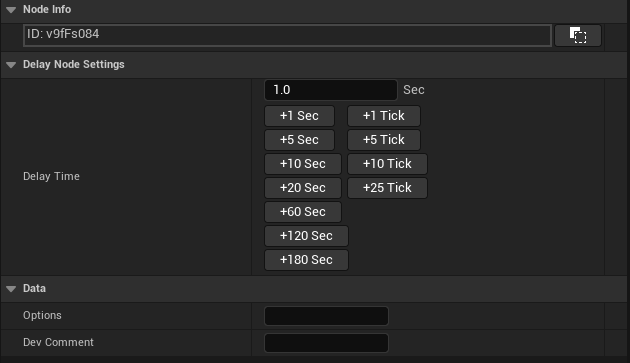 Node Info
ID: v9fFs084
Delay Node Settings
1.0 Sec
+1 Sec +1 Tick
+5 Sec +5 Tick
+10 Sec +10 Tick
Delay Time
+20 Sec +25 Tick
+60 Sec
+120 Sec
+180 Sec
Data
Options
Dev Comment